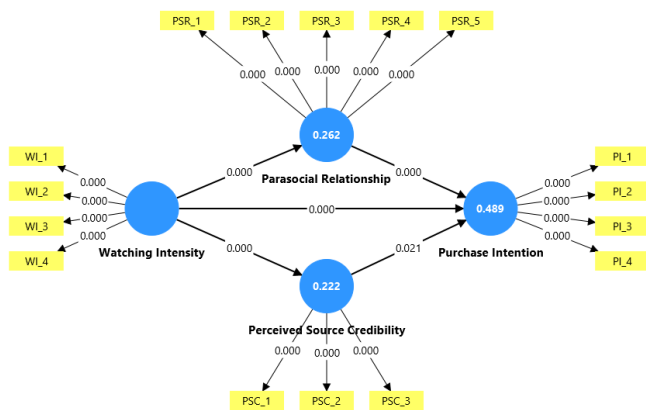 PSR_1 PSR_2 PSR_3 PSR_4 PSR_5
0.000 0.000 0.000 0.000 0.000
WI_1
WI_2
WI_3
WI_4
0.000
0.000
0.000
0.000
Watching Intensity
0.262
Parasocial Relationship
0.000
0.000
0.000
0.000
0.021
0.222
Perceived Source Credibility
0.489
Purchase Intention
0.000
0.000
0.000
0.000
PI_1
PI_2
PI_3
PI_4
0.000 0.000 0.000
PSC_1 PSC_2 PSC_3